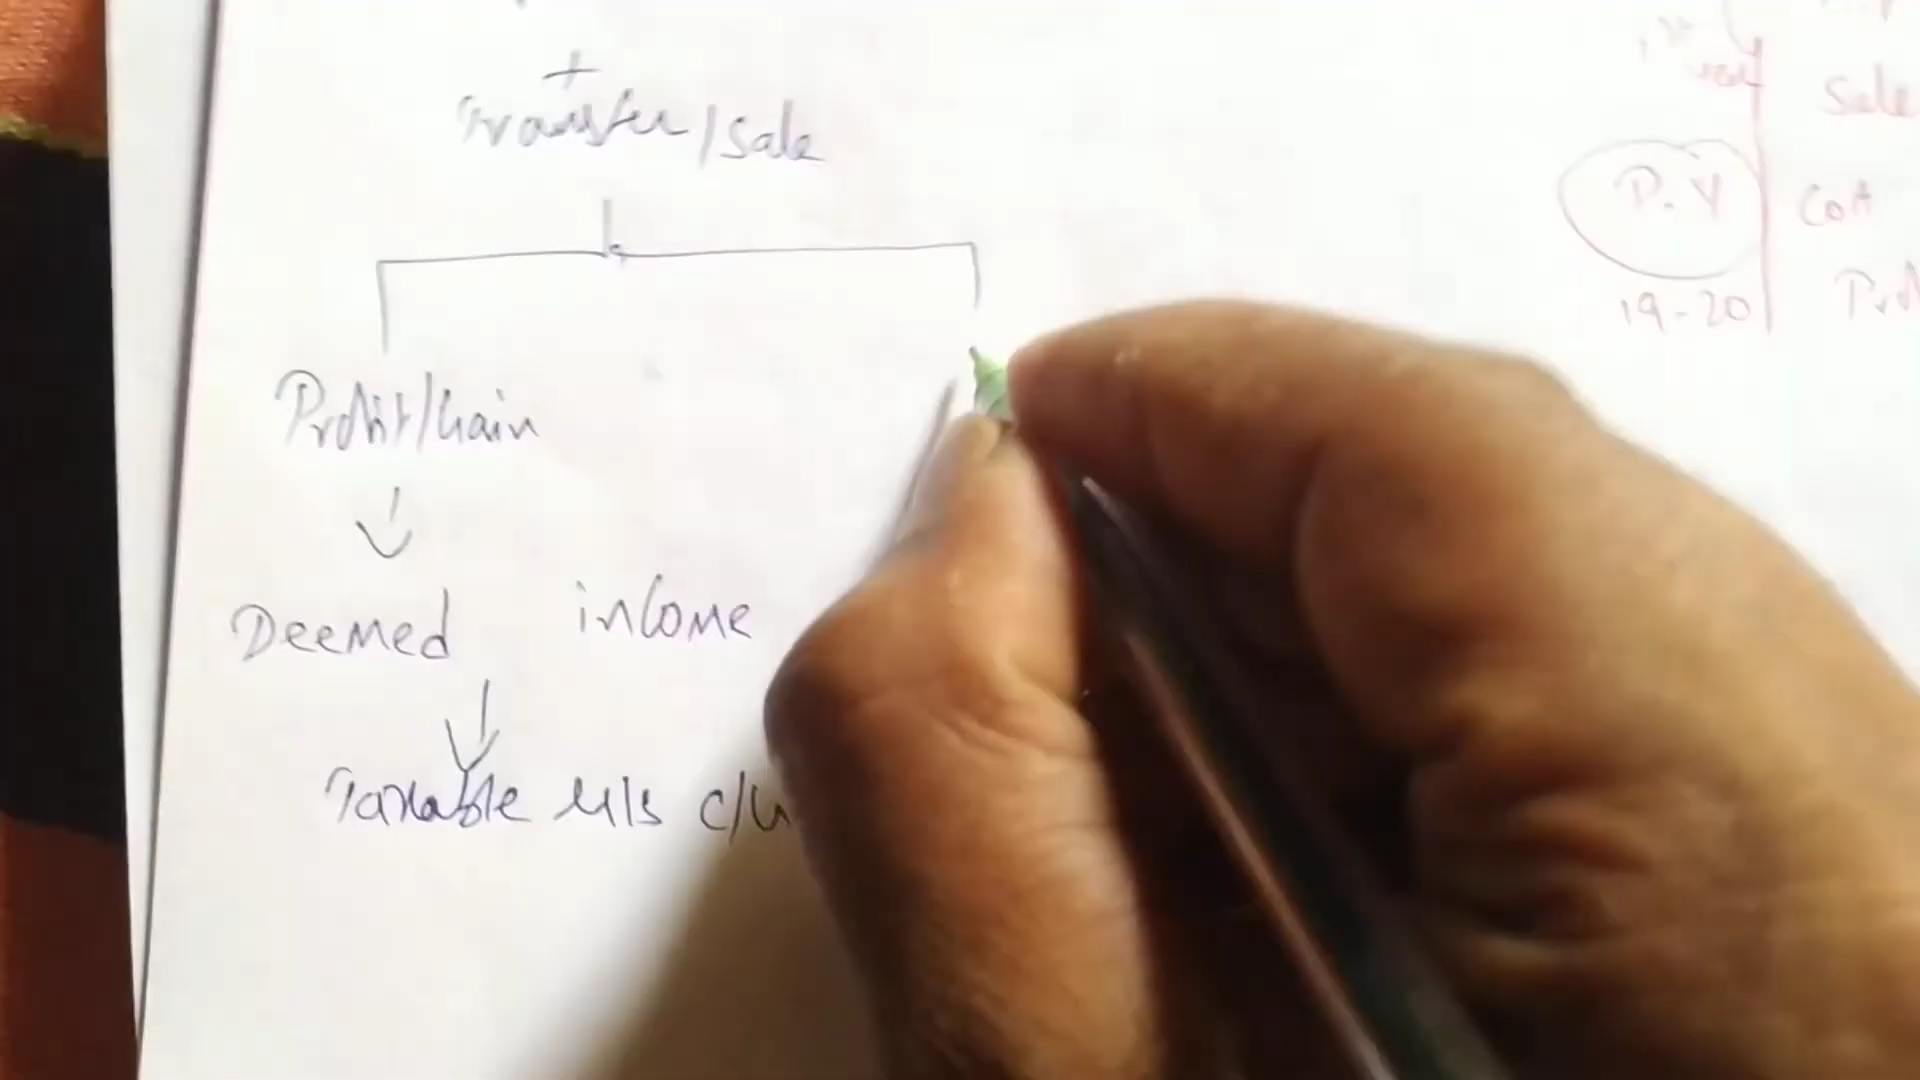 +
Transfer/Sale
Profit/Gain
Deemed income
Taxable u/s
Sale
P.Y
CoA
19-20